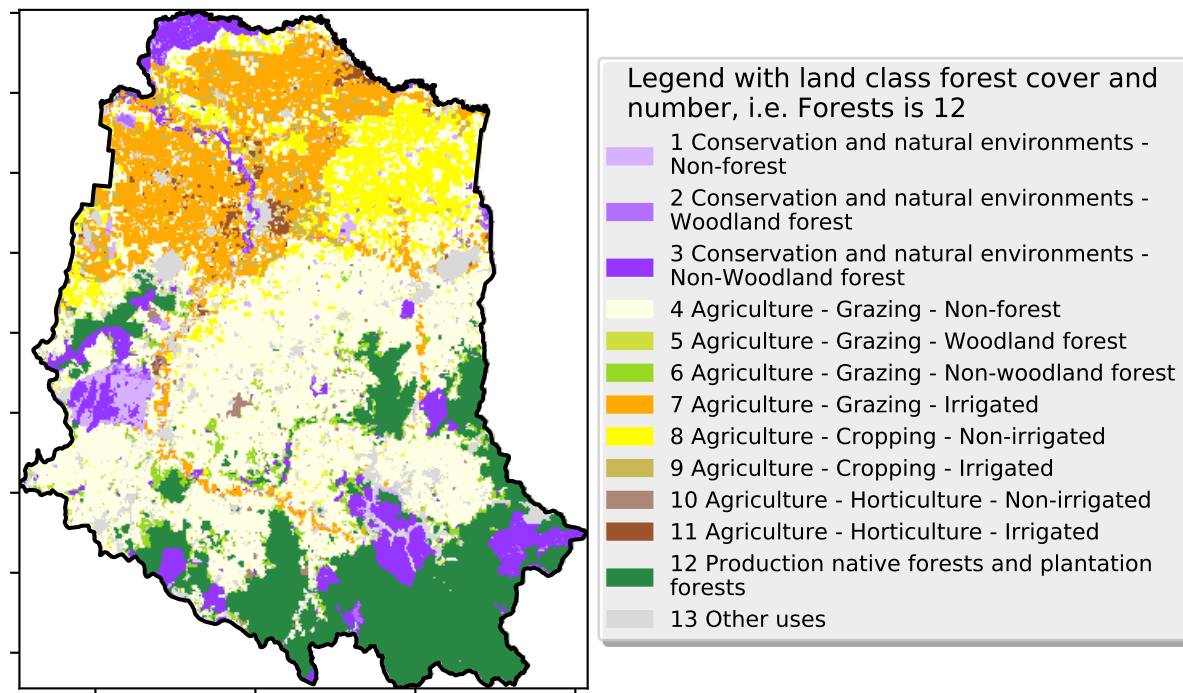 Legend with land class forest cover and
number, i.e. Forests is 12
1 Conservation and natural environments -
Non-forest
2 Conservation and natural environments -
Woodland forest
3 Conservation and natural environments -
Non-Woodland forest
4 Agriculture - Grazing - Non-forest
5 Agriculture - Grazing - Woodland forest
6 Agriculture - Grazing - Non-woodland forest
7 Agriculture - Grazing - Irrigated
8 Agriculture - Cropping - Non-irrigated
9 Agriculture - Cropping - Irrigated
10 Agriculture - Horticulture - Non-irrigated
11 Agriculture - Horticulture - Irrigated
12 Production native forests and plantation
forests
13 Other uses